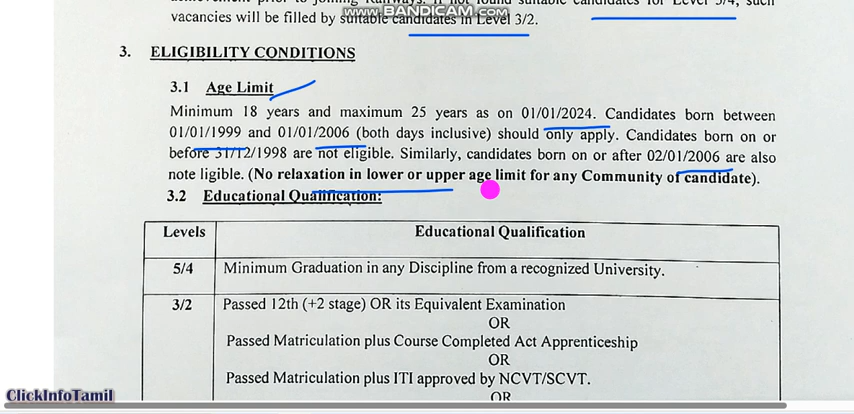 vacancies will be filled by suitable candidates in Level 3/2.
www.BANDICAM.COM
3. ELIGIBILITY CONDITIONS
3.1 Age Limit
Minimum 18 years and maximum 25 years as on 01/01/2024. Candidates born between
01/01/1999 and 01/01/2006 (both days inclusive) should only apply. Candidates born on or
before 31/12/1998 are not eligible. Similarly, candidates born on or after 02/01/2006 are also
note ligible. (No relaxation in lower or upper age limit for any Community of candidate).
3.2 Educational Qualification:
Levels Educational Qualification
5/4 Minimum Graduation in any Discipline from a recognized University.
3/2 Passed 12th (+2 stage) OR its Equivalent Examination
OR
Passed Matriculation plus Course Completed Act Apprenticeship
OR
Passed Matriculation plus ITI approved by NCVT/SCVT.
OR
ClickInfoTamil